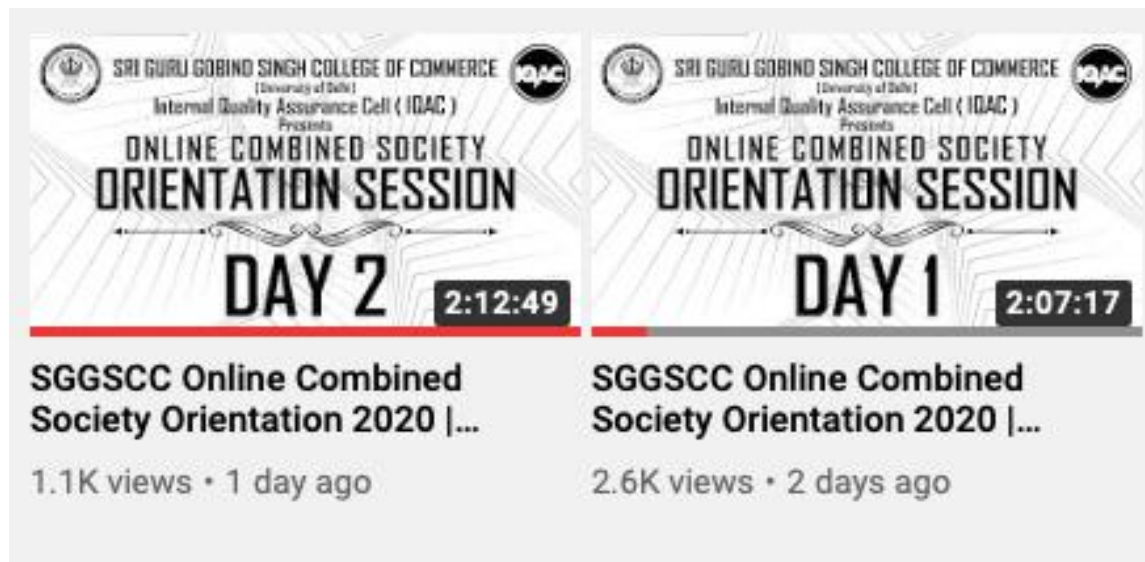 SRI GURU GOBIND SINGH COLLEGE OF COMMERCE
(University of Delhi)
Internal Quality Assurance Cell ( IQAC )
Presents
ONLINE COMBINED SOCIETY
ORIENTATION SESSION
DAY 2
2:12:49
IQAC
SGGSCC Online Combined
Society Orientation 2020 |...
1.1K views • 1 day ago
SRI GURU GOBIND SINGH COLLEGE OF COMMERCE
(University of Delhi)
Internal Quality Assurance Cell ( IQAC )
Presents
ONLINE COMBINED SOCIETY
ORIENTATION SESSION
DAY 1
2:07:17
IQAC
SGGSCC Online Combined
Society Orientation 2020 |...
2.6K views • 2 days ago